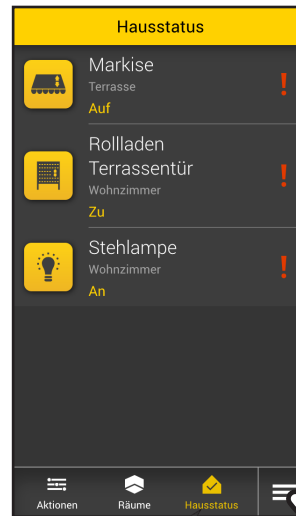 Hausstatus
Markise
Terrasse
Auf
!
Rollladen
Terrassentür
Wohnzimmer
Zu
!
Stehlampe
Wohnzimmer
An
!
Aktionen
Räume
Hausstatus